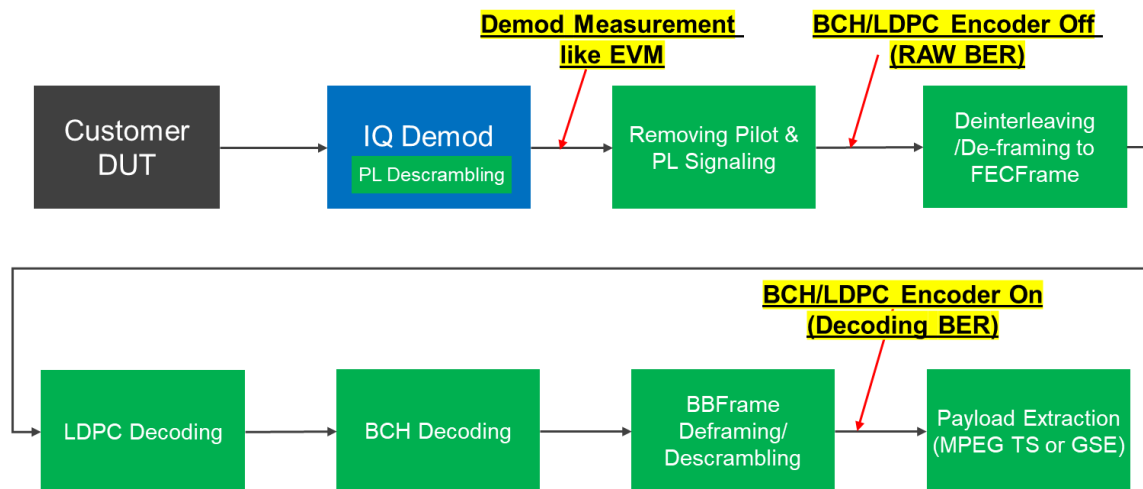 Demod Measurement
like EVM
BCH/LDPC Encoder Off
(RAW BER)
Customer
DUT
IQ Demod
PL Descrambling
Removing Pilot &
PL Signaling
Deinterleaving
/De-framing to
FECFrame
BCH/LDPC Encoder On
(Decoding BER)
LDPC Decoding
BCH Decoding
BBFrame
Deframing/
Descrambling
Payload Extraction
(MPEG TS or GSE)